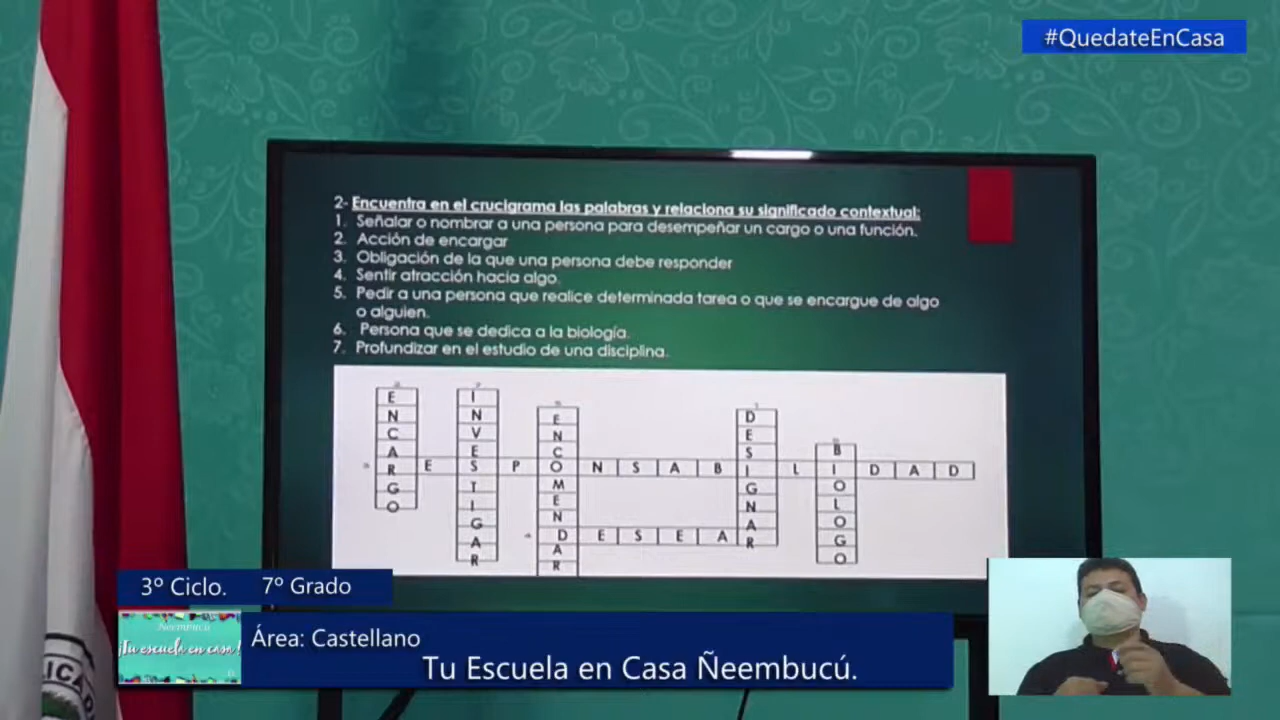 #QuedateEnCasa
2- Encuentra en el crucigrama las palabras y relaciona su significado contextual:
1. Señalar o nombrar a una persona para desempeñar un cargo o una función.
2. Acción de encargar
3. Obligación de la que una persona debe responder
4. Sentir atracción hacia algo
5. Pedir a una persona que realice determinada tarea o que se encargue de algo
o alguien.
6. Persona que se dedica a la biología.
7. Profundizar en el estudio de una disciplina.
ENCARGO
INVESTIGAR
ENCOMENDAR
DESIGNAR
BIOLOGO
RESPONSABILIDAD
DESEAR
3º Ciclo. 7º Grado
Ñeembucú
¡Tu escuela en casa!
Área: Castellano
Tu Escuela en Casa Ñeembucú.